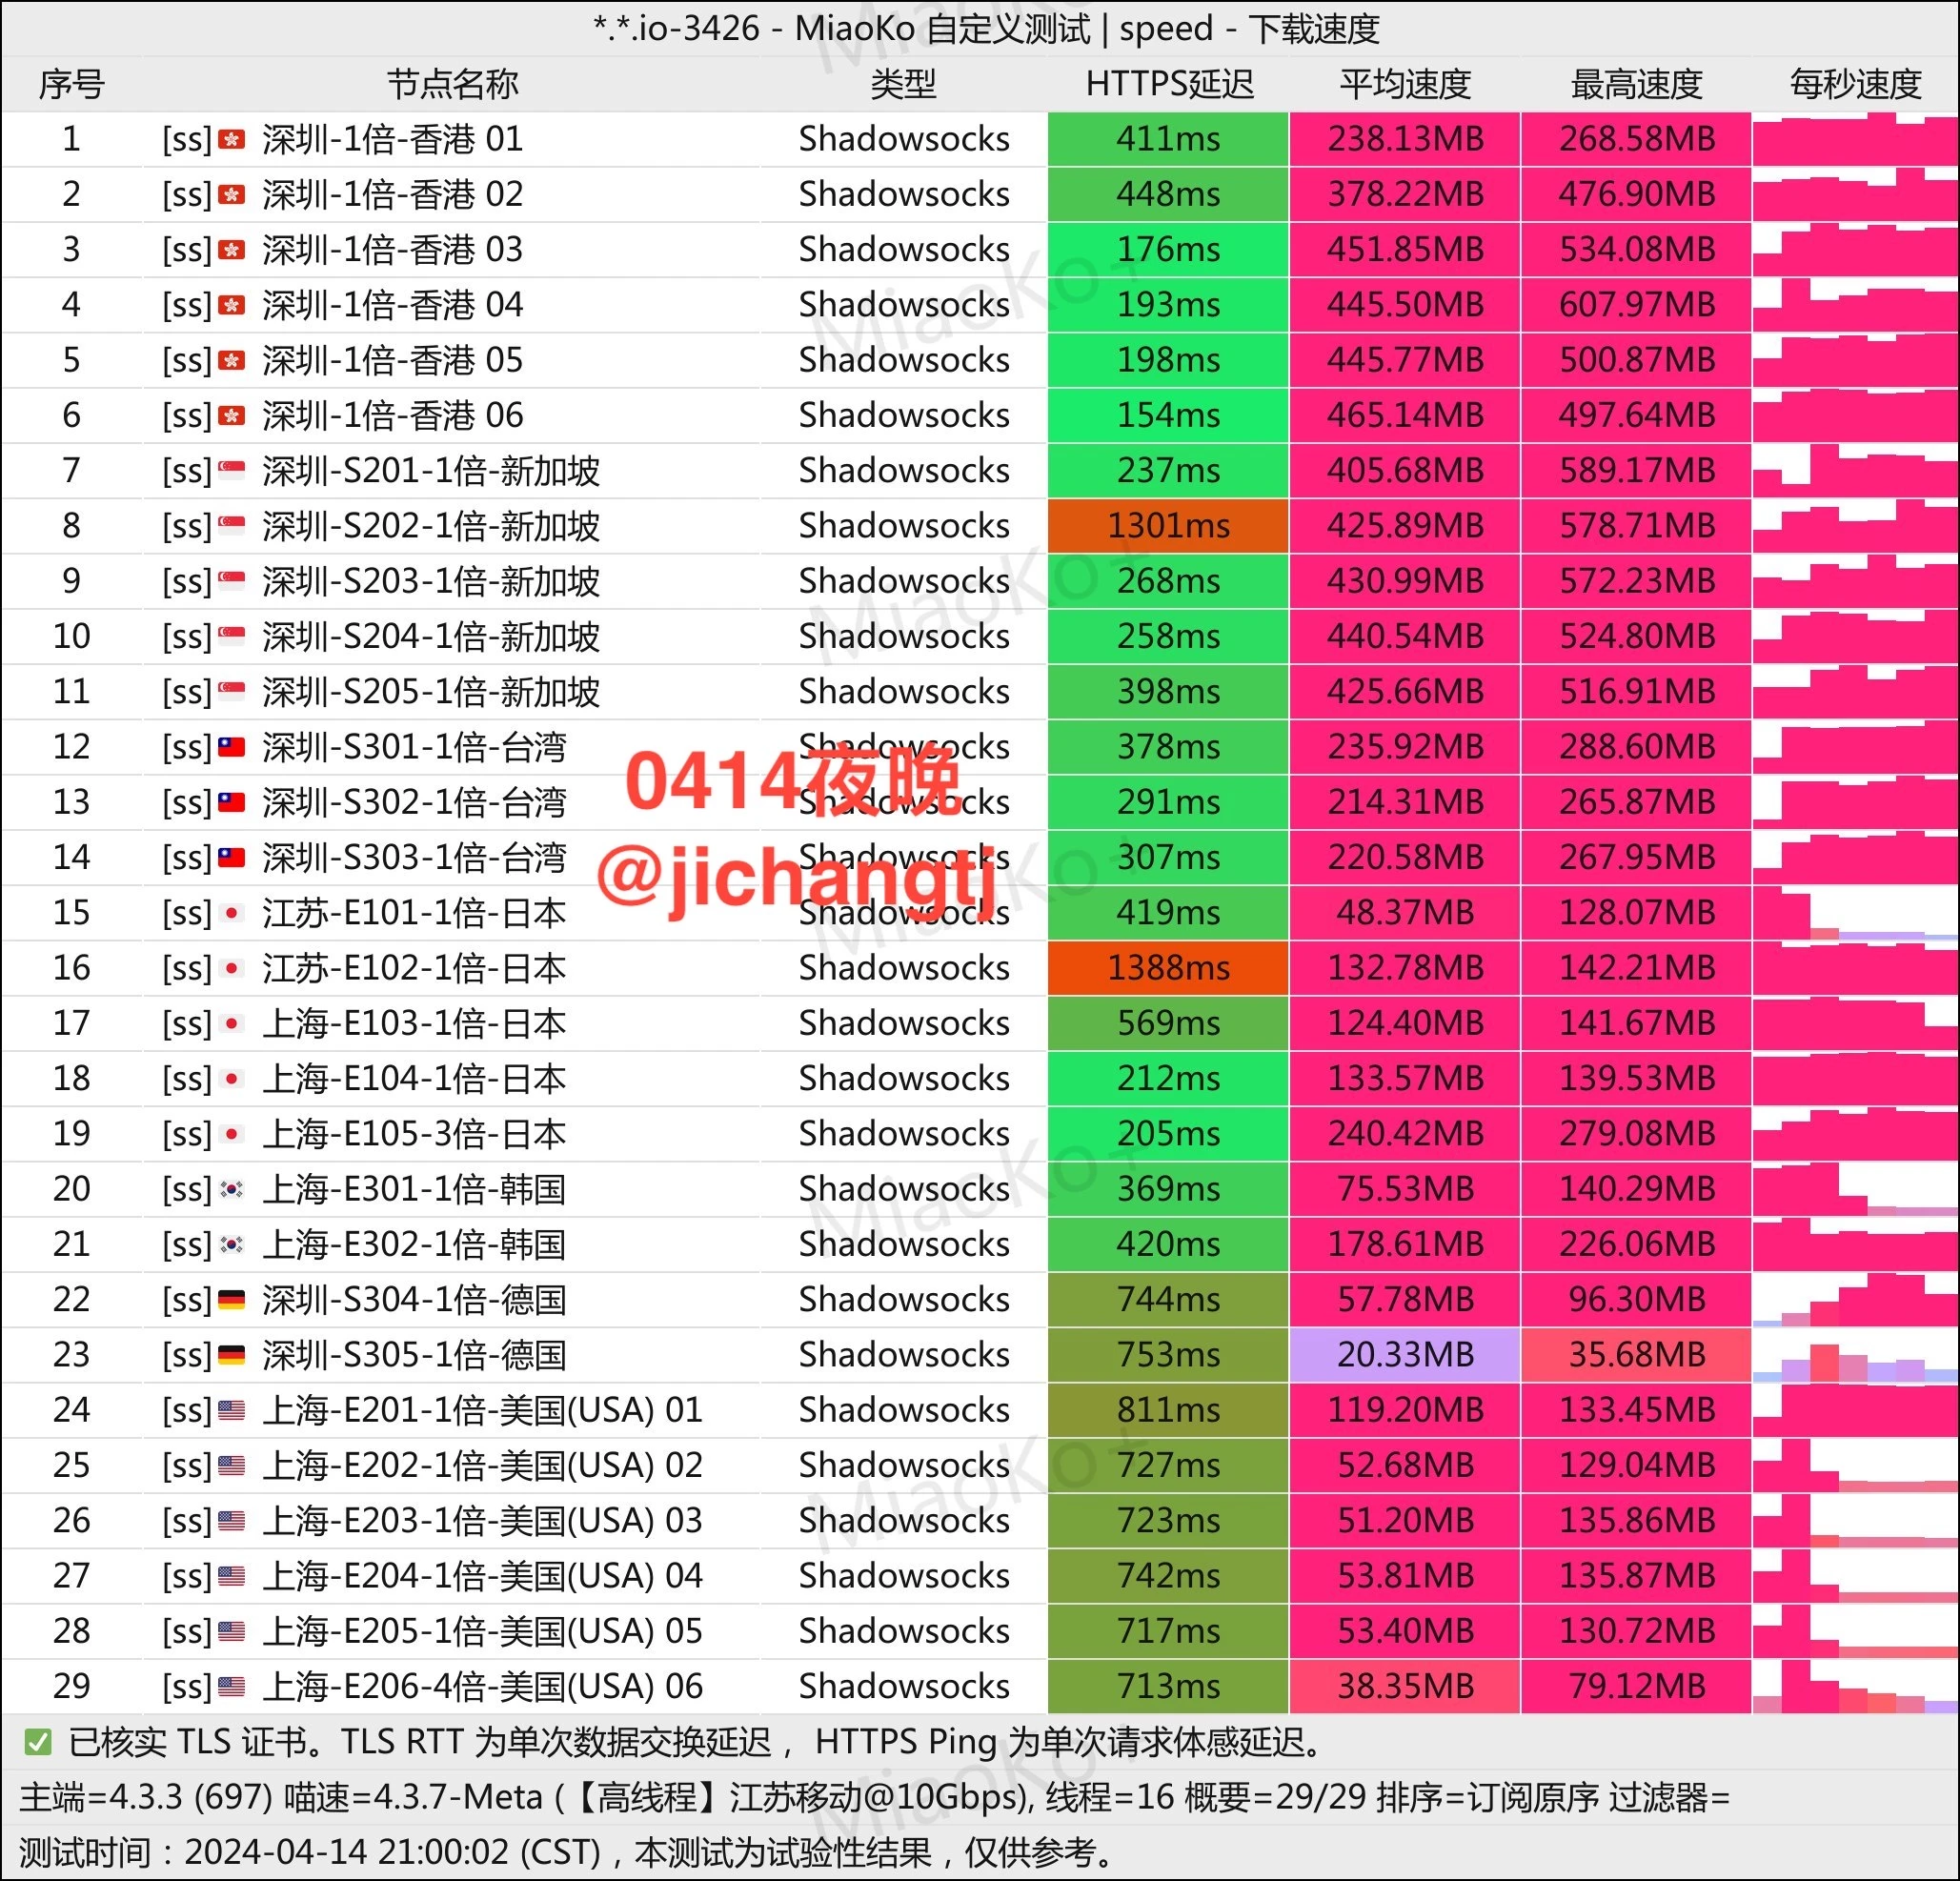 *.*.io-3426 - MiaoKo 自定义测试 | speed - 下载速度
序号 节点名称 类型 HTTPS延迟 平均速度 最高速度 每秒速度
1 [ss] 深圳-1倍-香港 01 Shadowsocks 411ms 238.13MB 268.58MB
2 [ss] 深圳-1倍-香港 02 Shadowsocks 448ms 378.22MB 476.90MB
3 [ss] 深圳-1倍-香港 03 Shadowsocks 176ms 451.85MB 534.08MB
4 [ss] 深圳-1倍-香港 04 Shadowsocks 193ms 445.50MB 607.97MB
5 [ss] 深圳-1倍-香港 05 Shadowsocks 198ms 445.77MB 500.87MB
6 [ss] 深圳-1倍-香港 06 Shadowsocks 154ms 465.14MB 497.64MB
7 [ss] 深圳-S201-1倍-新加坡 Shadowsocks 237ms 405.68MB 589.17MB
8 [ss] 深圳-S202-1倍-新加坡 Shadowsocks 1301ms 425.89MB 578.71MB
9 [ss] 深圳-S203-1倍-新加坡 Shadowsocks 268ms 430.99MB 572.23MB
10 [ss] 深圳-S204-1倍-新加坡 Shadowsocks 258ms 440.54MB 524.80MB
11 [ss] 深圳-S205-1倍-新加坡 Shadowsocks 398ms 425.66MB 516.91MB
12 [ss] 深圳-S301-1倍-台湾 Shadowsocks 378ms 235.92MB 288.60MB
0414夜晚
13 [ss] 深圳-S302-1倍-台湾 Shadowsocks 291ms 214.31MB 265.87MB
14 [ss] 深圳-S303-1倍-台湾 Shadowsocks 307ms 220.58MB 267.95MB
@jichangtj
15 [ss] 江苏-E101-1倍-日本 Shadowsocks 419ms 48.37MB 128.07MB
16 [ss] 江苏-E102-1倍-日本 Shadowsocks 1388ms 132.78MB 142.21MB
17 [ss] 上海-E103-1倍-日本 Shadowsocks 569ms 124.40MB 141.67MB
18 [ss] 上海-E104-1倍-日本 Shadowsocks 212ms 133.57MB 139.53MB
19 [ss] 上海-E105-3倍-日本 Shadowsocks 205ms 240.42MB 279.08MB
20 [ss] 上海-E301-1倍-韩国 Shadowsocks 369ms 75.53MB 140.29MB
21 [ss] 上海-E302-1倍-韩国 Shadowsocks 420ms 178.61MB 226.06MB
22 [ss] 深圳-S304-1倍-德国 Shadowsocks 744ms 57.78MB 96.30MB
23 [ss] 深圳-S305-1倍-德国 Shadowsocks 753ms 20.33MB 35.68MB
24 [ss] 上海-E201-1倍-美国(USA) 01 Shadowsocks 811ms 119.20MB 133.45MB
25 [ss] 上海-E202-1倍-美国(USA) 02 Shadowsocks 727ms 52.68MB 129.04MB
26 [ss] 上海-E203-1倍-美国(USA) 03 Shadowsocks 723ms 51.20MB 135.86MB
27 [ss] 上海-E204-1倍-美国(USA) 04 Shadowsocks 742ms 53.81MB 135.87MB
28 [ss] 上海-E205-1倍-美国(USA) 05 Shadowsocks 717ms 53.40MB 130.72MB
29 [ss] 上海-E206-4倍-美国(USA) 06 Shadowsocks 713ms 38.35MB 79.12MB
✅ 已核实 TLS 证书。TLS RTT 为单次数据交换延迟，HTTPS Ping 为单次请求体感延迟。
主端=4.3.3 (697) 喵速=4.3.7-Meta (【高线程】江苏移动@10Gbps), 线程=16 概要=29/29 排序=订阅原序 过滤器=
测试时间：2024-04-14 21:00:02 (CST)，本测试为试验性结果，仅供参考。
MiaoKo+
MiaoKo+
MiaoKo+
MiaoKo+
MiaoKo+
MiaoKo+
MiaoKo+